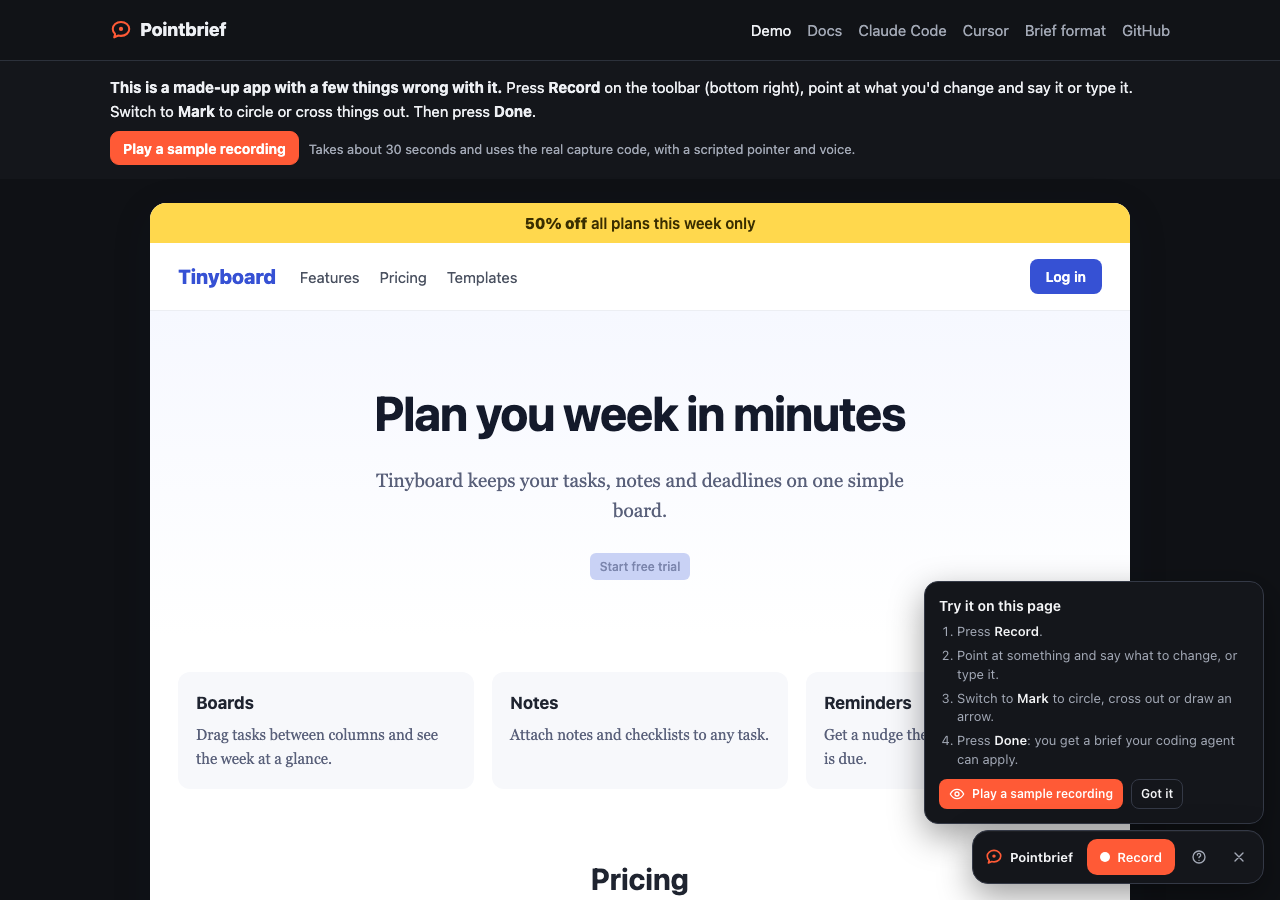 Pointbrief
Demo Docs Claude Code Cursor Brief format GitHub
This is a made-up app with a few things wrong with it. Press Record on the toolbar (bottom right), point at what you'd change and say it or type it.
Switch to Mark to circle or cross things out. Then press Done.
Play a sample recording Takes about 30 seconds and uses the real capture code, with a scripted pointer and voice.
50% off all plans this week only
Tinyboard Features Pricing Templates Log in
Plan you week in minutes
Tinyboard keeps your tasks, notes and deadlines on one simple
board.
Start free trial
Boards
Drag tasks between columns and see
the week at a glance.
Notes
Attach notes and checklists to any task.
Reminders
Get a nudge the
is due.
Pricing
Try it on this page
1. Press Record.
2. Point at something and say what to change, or
type it.
3. Switch to Mark to circle, cross out or draw an
arrow.
4. Press Done: you get a brief your coding agent
can apply.
Play a sample recording Got it
Pointbrief Record